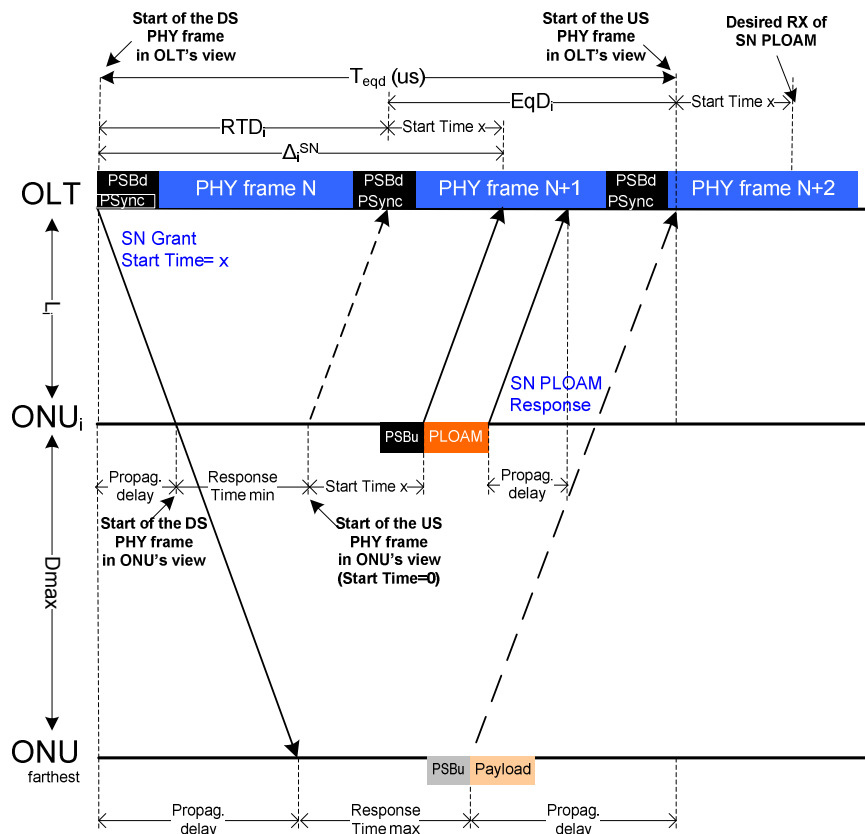 Start of the DS
PHY frame
in OLT's view
Start of the US
PHY frame
in OLT's view
Desired RX of
SN PLOAM
Teqd (us)
EqDi
Start Time x
RTDi
Start Time x
ΔiSN
OLT
PSBd
PSync
PHY frame N
PSBd
PSync
PHY frame N+1
PSBd
PSync
PHY frame N+2
SN Grant
Start Time= x
Li
SN PLOAM
Response
ONUi
PSBu
PLOAM
Propag.
delay
Response
Time min
Start Time x
Propag.
delay
Start of the DS
PHY frame
in ONU's view
Start of the US
PHY frame
in ONU's view
(Start Time=0)
Dmax
ONU
farthest
PSBu
Payload
Propag.
delay
Response
Time max
Propag.
delay